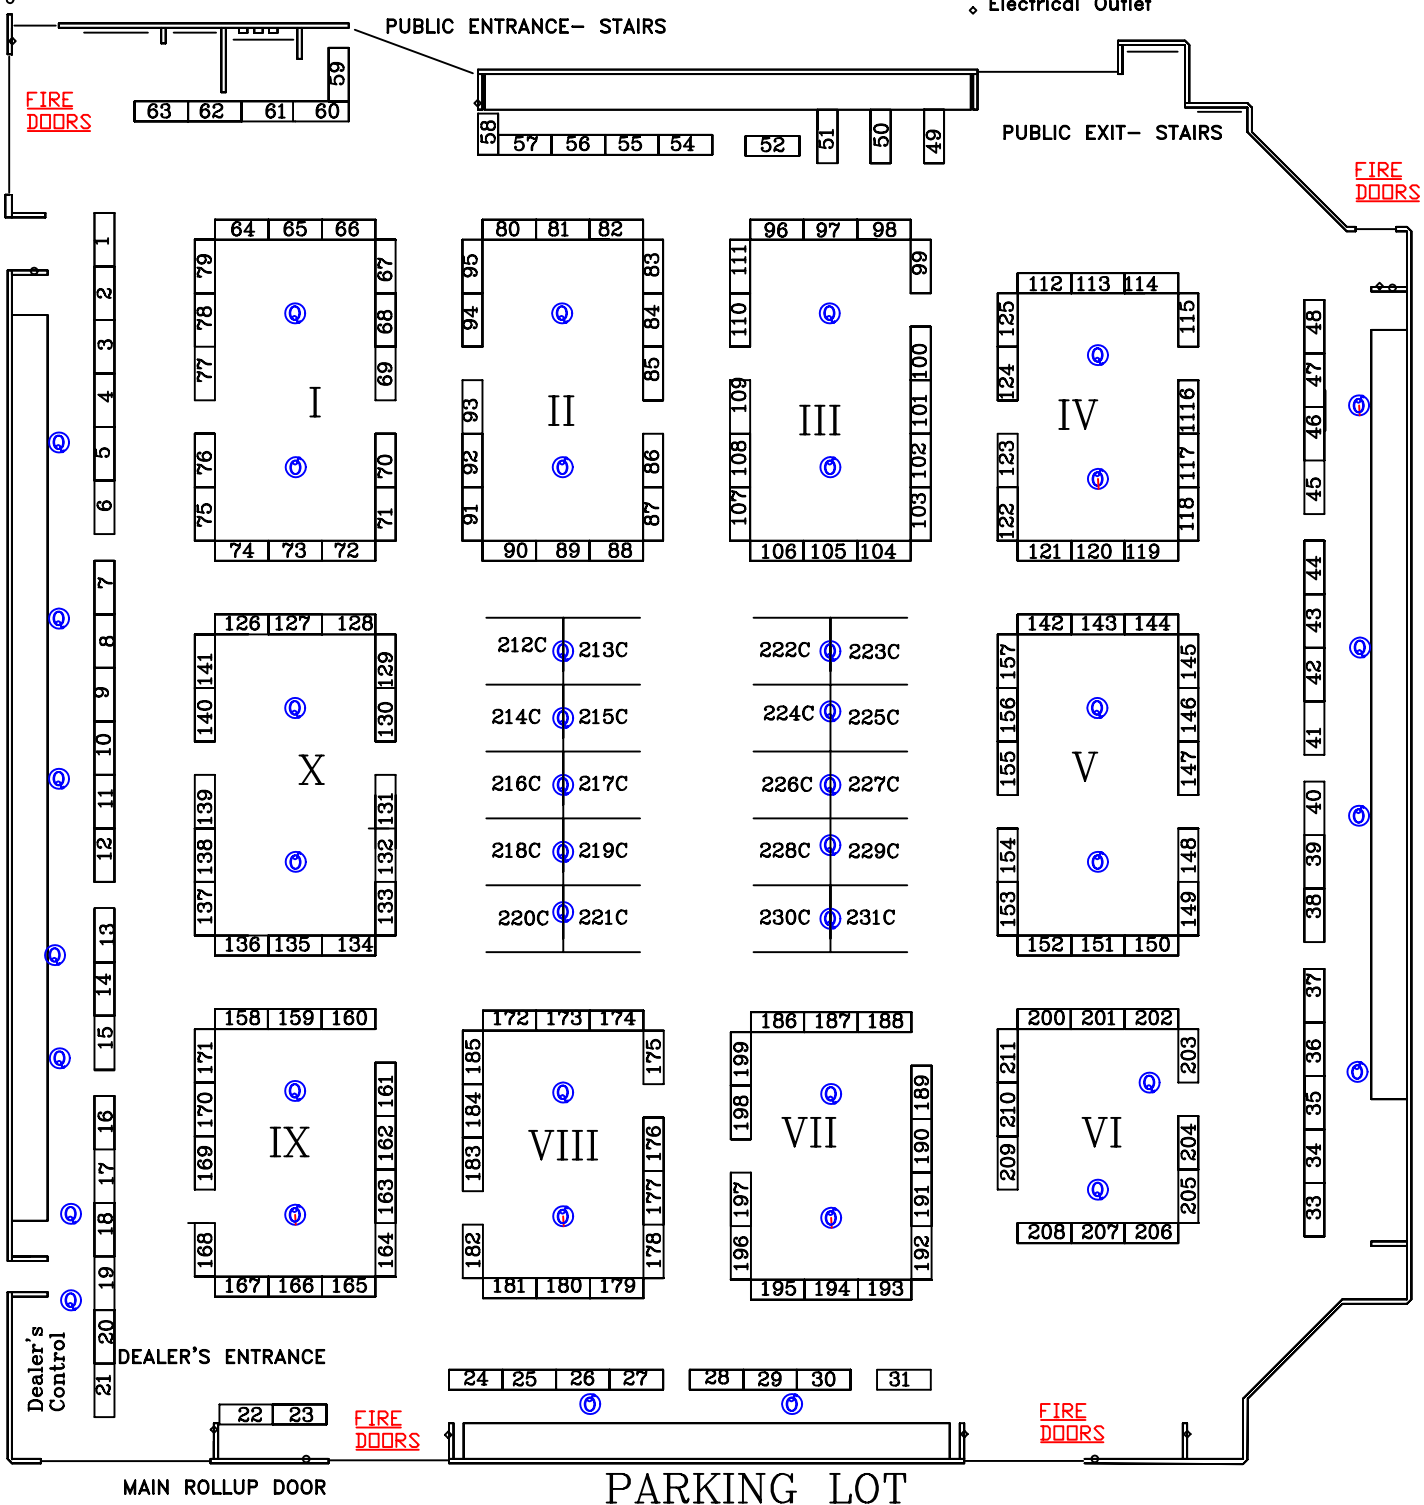 Electrical Outlet
PUBLIC ENTRANCE- STAIRS
59
FIRE
DOORS
63 62 61 60
58
57 56 55 54
52
51
50
49
PUBLIC EXIT- STAIRS
FIRE
DOORS
1
2
3
4
5
6
64 65 66
79
78
77
76
75
67
68
69
70
71
I
74 73 72
80 81 82
95
94
93
92
91
83
84
85
86
87
II
90 89 88
96 97 98
111
110
109
108
107
99
100
101
102
103
III
106 105 104
112 113 114
125
124
123
122
115
1116
117
118
IV
121 120 119
48
47
46
45
7
8
9
10
11
12
126 127 128
141
140
139
138
137
129
130
131
132
133
X
136 135 134
212C 213C
214C 215C
216C 217C
218C 219C
220C 221C
222C 223C
224C 225C
226C 227C
228C 229C
230C 231C
142 143 144
157
156
155
154
153
145
146
147
148
149
V
152 151 150
44
43
42
41
40
39
38
13
14
15
16
17
18
19
20
21
158 159 160
171
170
169
168
161
162
163
164
IX
167 166 165
172 173 174
185
184
183
182
175
176
177
178
VIII
181 180 179
186 187 188
199
198
197
196
189
190
191
192
VII
195 194 193
200 201 202
211
210
209
203
204
205
VI
208 207 206
37
36
35
34
33
Dealer's
Control
DEALER'S ENTRANCE
22 23
FIRE
DOORS
24 25 26 27
28 29 30
31
FIRE
DOORS
MAIN ROLLUP DOOR
PARKING LOT